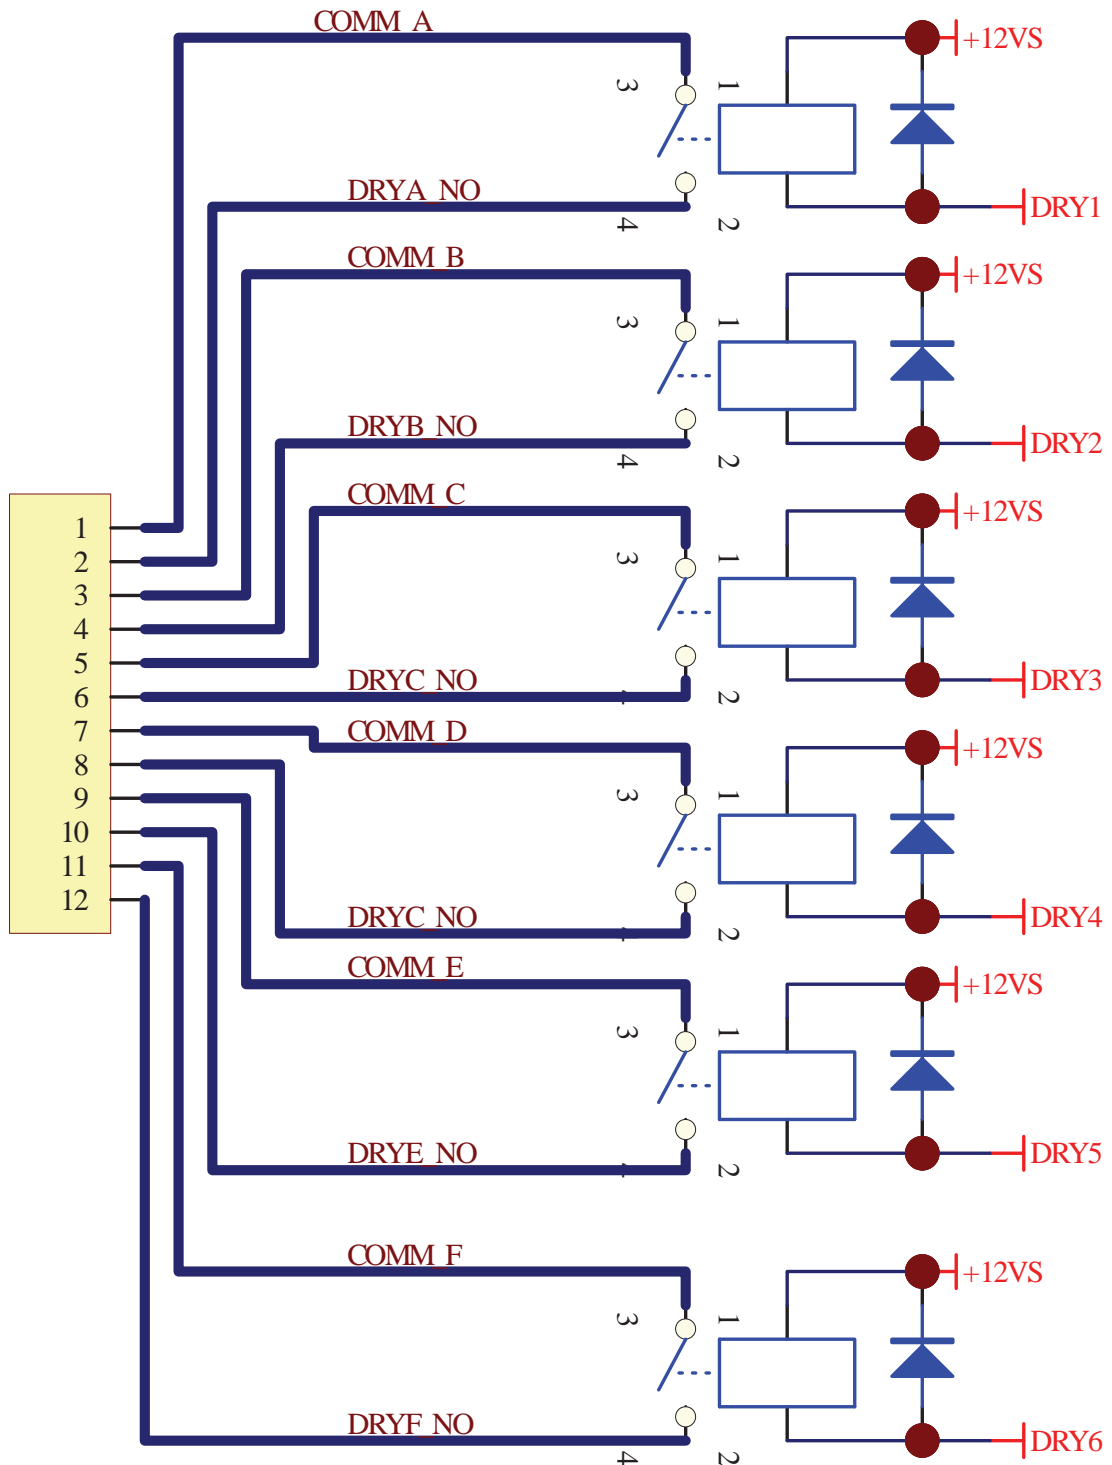 COMM_A
+12VS
3
1
DRYA_NO
4
2
DRY1
COMM_B
+12VS
3
1
DRYB_NO
4
2
DRY2
COMM_C
+12VS
3
1
DRYC_NO
2
DRY3
COMM_D
+12VS
3
1
DRYC_NO
2
DRY4
COMM_E
+12VS
3
1
DRYE_NO
2
DRY5
COMM_F
+12VS
3
1
DRYF_NO
4
2
DRY6
1
2
3
4
5
6
7
8
9
10
11
12